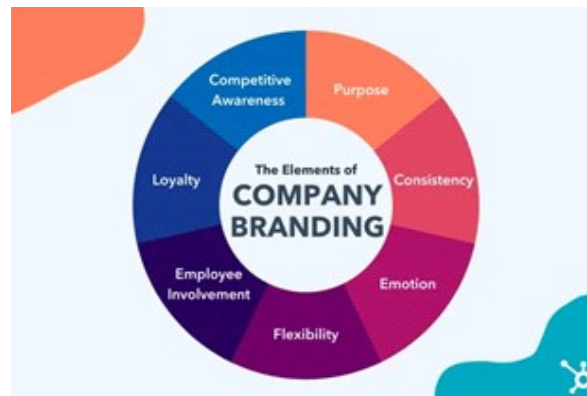 The Elements of
COMPANY
BRANDING
Purpose
Consistency
Emotion
Flexibility
Employee
Involvement
Loyalty
Competitive
Awareness